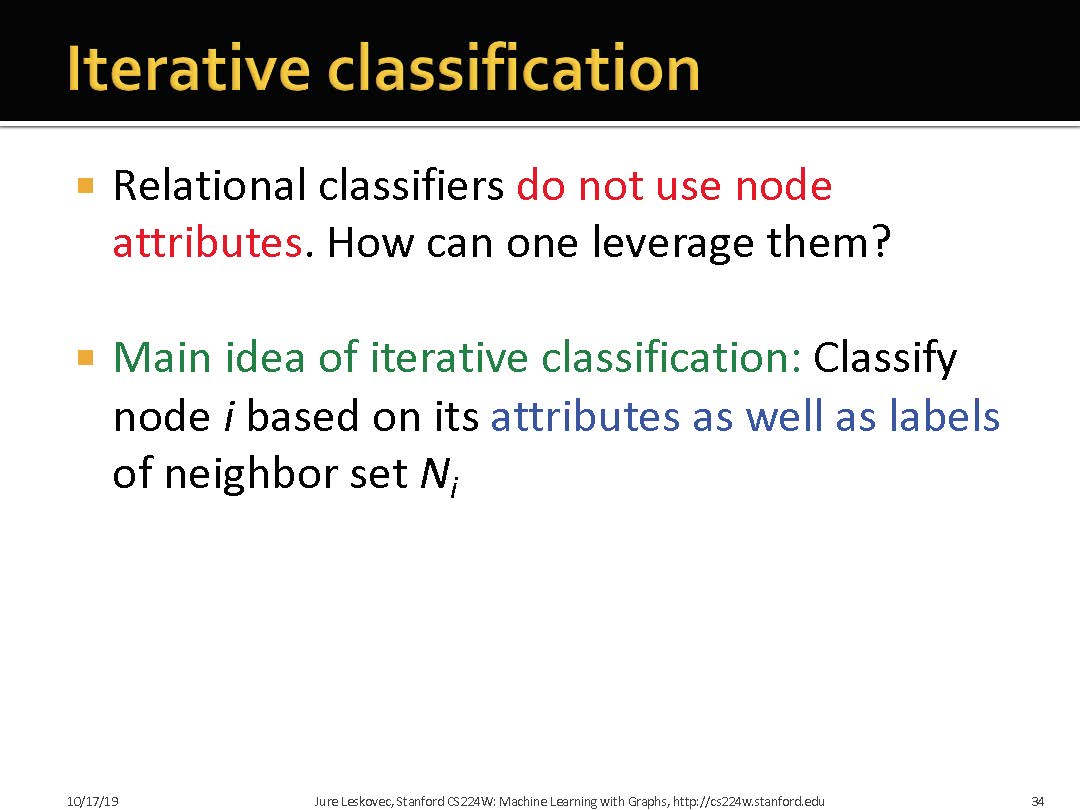 Iterative classification
Relational classifiers do not use node
attributes. How can one leverage them?
Main idea of iterative classification: Classify
node i based on its attributes as well as labels
of neighbor set Ni
10/17/19
Jure Leskovec, Stanford CS224W: Machine Learning with Graphs, http://cs224w.stanford.edu
34